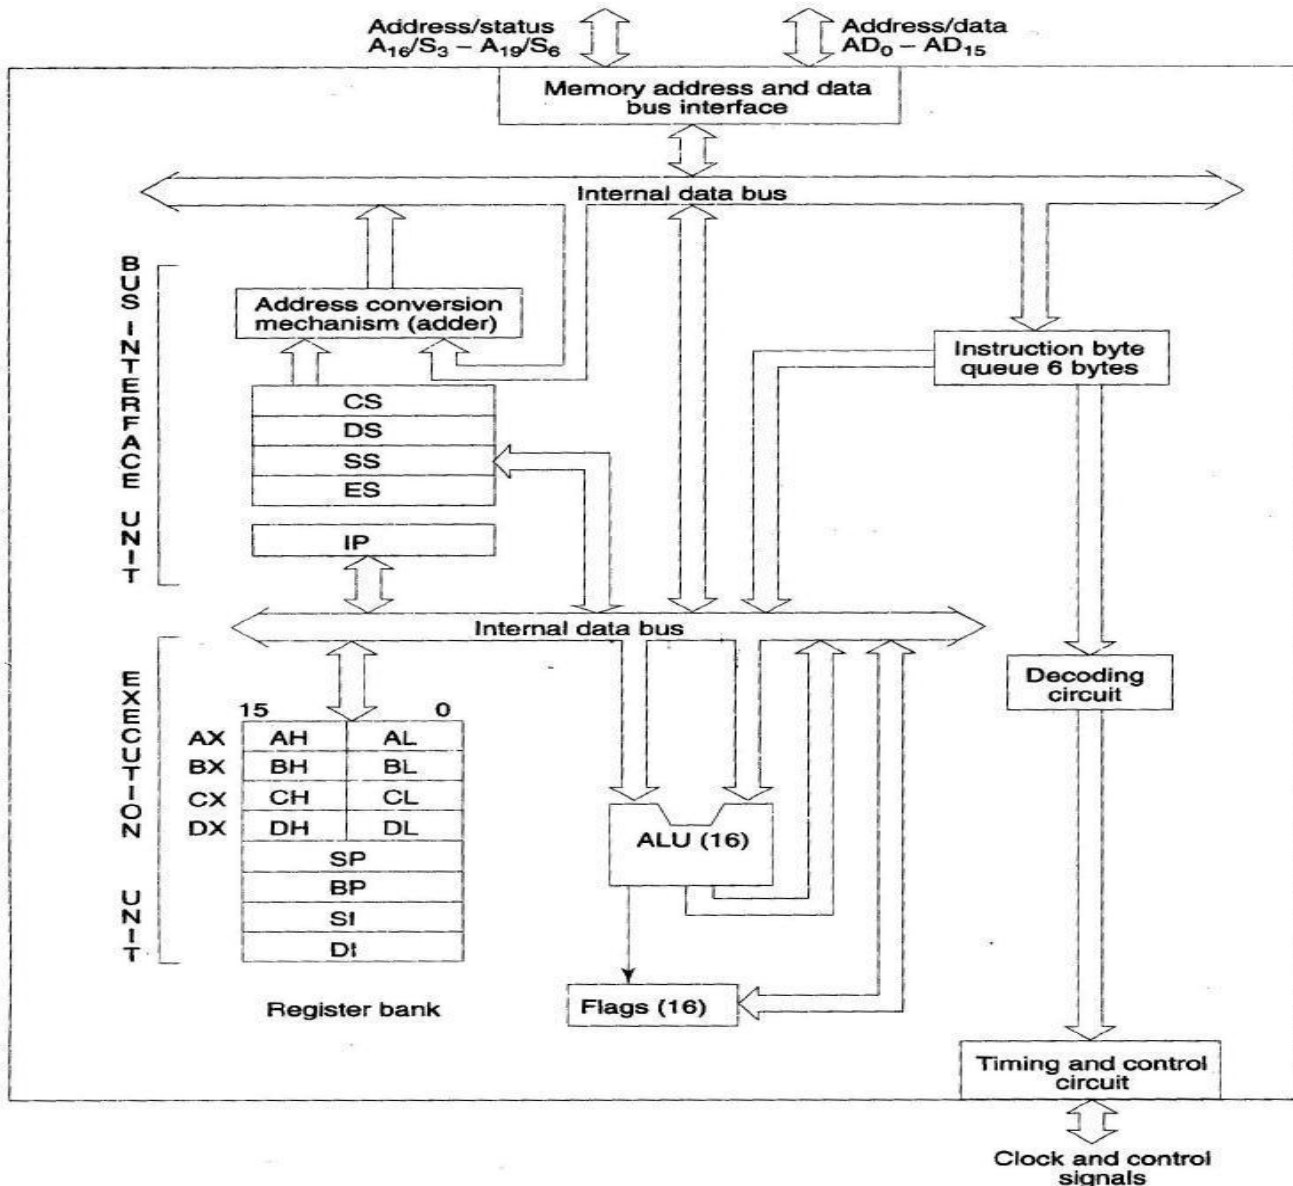 Address/status
A16/S3 – A19/S6
Address/data
AD0 – AD15
Memory address and data
bus interface
Internal data bus
BUS INTERFACE UNIT
Address conversion
mechanism (adder)
Instruction byte
queue 6 bytes
CS
DS
SS
ES
IP
Internal data bus
EXECUTION UNIT
Decoding
circuit
15 0
AX AH AL
BX BH BL
CX CH CL
DX DH DL
SP
BP
SI
DI
ALU (16)
Register bank
Flags (16)
Timing and control
circuit
Clock and control
signals